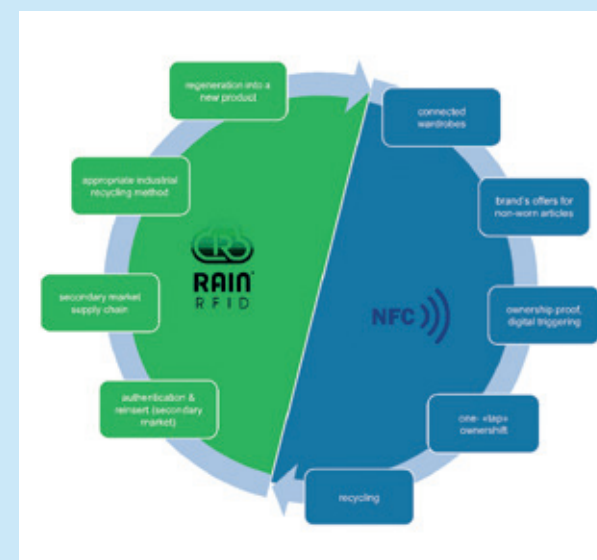 regeneration into a
new product
appropriate industrial
recycling method
secondary market
supply chain
authentication &
reinsert (secondary
market)
RAIN
RFID
connected
wardrobes
brand's offers for
non-worn articles
ownership proof,
digital triggering
one- «tap»
ownershift
recycling
NFC